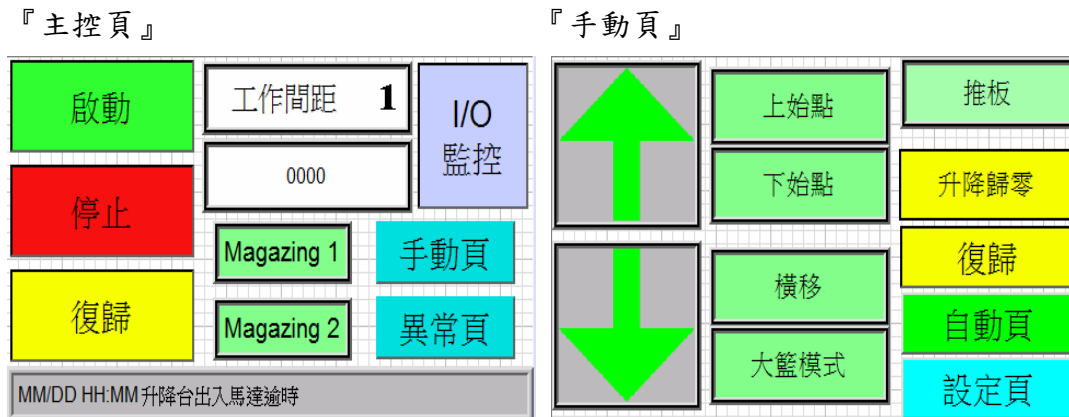 『主控頁』
啟動
工作間距 1
I/O
監控
0000
停止
Magazing 1
手動頁
復歸
Magazing 2
異常頁
MM/DD HH:MM 升降台出入馬達逾時
『手動頁』
上始點
推板
下始點
升降歸零
橫移
復歸
自動頁
大籃模式
設定頁